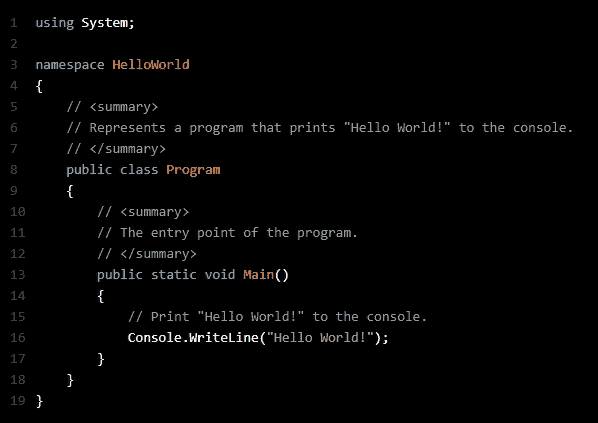 1 using System;
2
3 namespace HelloWorld
4 {
5     // <summary>
6     // Represents a program that prints "Hello World!" to the console.
7     // </summary>
8     public class Program
9     {
10         // <summary>
11         // The entry point of the program.
12         // </summary>
13         public static void Main()
14         {
15             // Print "Hello World!" to the console.
16             Console.WriteLine("Hello World!");
17         }
18     }
19 }